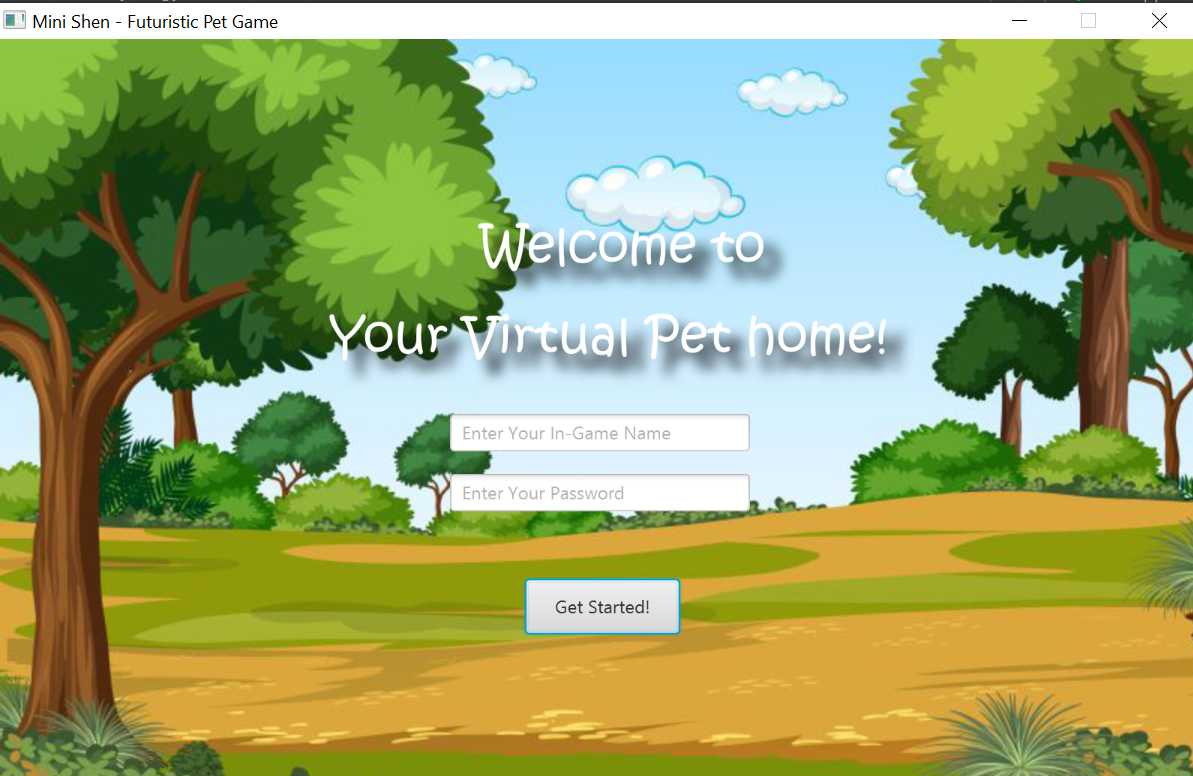 Mini Shen - Futuristic Pet Game
Welcome to
Your Virtual Pet home!
Enter Your In-Game Name
Enter Your Password
Get Started!